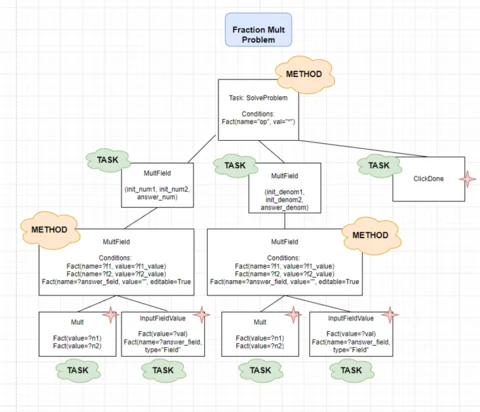 Fraction Mult
Problem
METHOD
Task: SolveProblem
Conditions:
Fact(name="op", val="*")
TASK
MultField
(init_num1, init_num2,
answer_num)
TASK
MultField
(init_denom1,
init_denom2,
answer_denom)
TASK
ClickDone
METHOD
MultField
Conditions:
Fact(name=?f1, value=?f1_value)
Fact(name=?f2, value=?f2_value)
Fact(name=?answer_field, value="", editable=True
METHOD
MultField
Conditions:
Fact(name=?f1, value=?f1_value)
Fact(name=?f2, value=?f2_value)
Fact(name=?answer_field, value="", editable=True
Mult
Fact(value=?n1)
Fact(value=?n2)
InputFieldValue
Fact(value=?val)
Fact(name=?answer_field,
type="Field"
Mult
Fact(value=?n1)
Fact(value=?n2)
InputFieldValue
Fact(value=?val)
Fact(name=?answer_field,
type="Field"
TASK
TASK
TASK
TASK